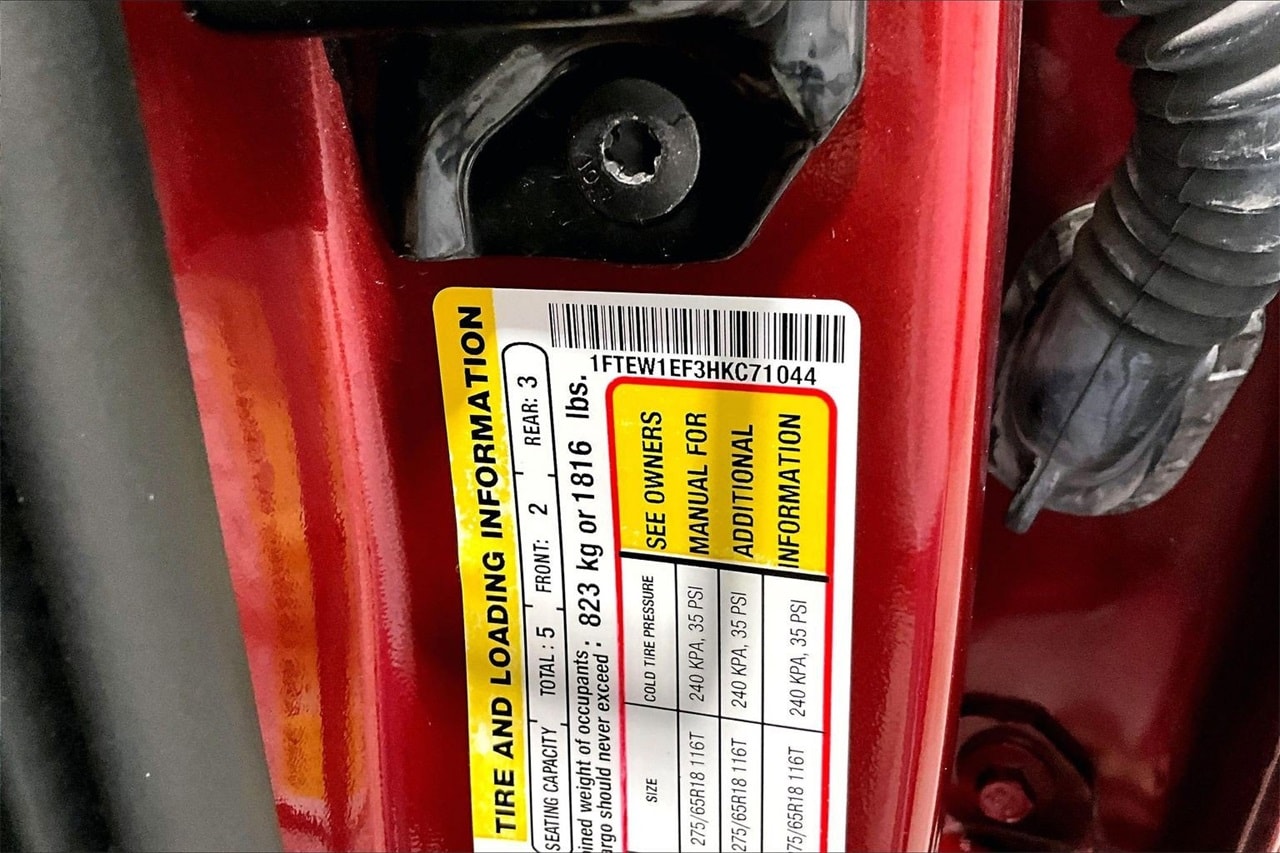 1FTEW1EF3HKC71044
TIRE AND LOADING INFORMATION
SEATING CAPACITY TOTAL: 5 FRONT: 2 REAR: 3
weight of occupants : 823 kg or 1816 lbs.
should never exceed :
SIZE COLD TIRE PRESSURE
275/65R18 116T 240 KPA, 35 PSI
275/65R18 116T 240 KPA, 35 PSI
75/65R18 116T 240 KPA, 35 PSI
SEE OWNERS
MANUAL FOR
ADDITIONAL
INFORMATION